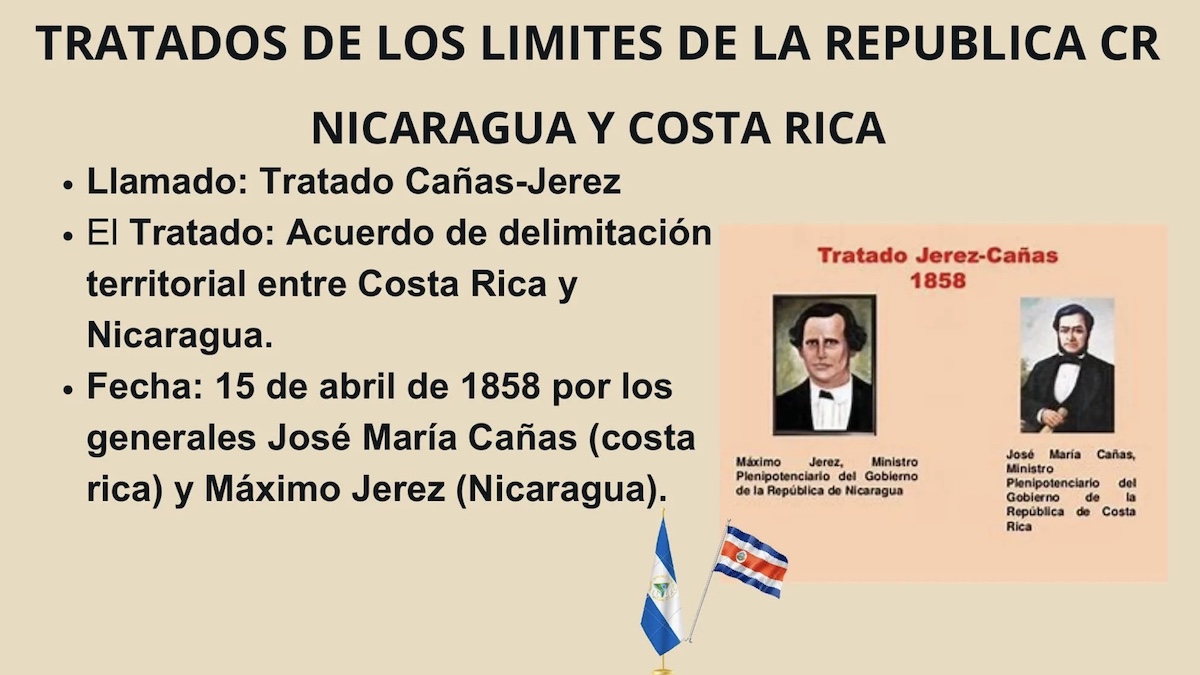 TRATADOS DE LOS LIMITES DE LA REPUBLICA CR
NICARAGUA Y COSTA RICA
• Llamado: Tratado Cañas-Jerez
• El Tratado: Acuerdo de delimitación
territorial entre Costa Rica y
Nicaragua.
• Fecha: 15 de abril de 1858 por los
generales José María Cañas (costa
rica) y Máximo Jerez (Nicaragua).
Tratado Jerez-Cañas
1858
Máximo Jerez, Ministro
Plenipotenciario del Gobierno
de la República de Nicaragua
José María Cañas,
Ministro
Plenipotenciario del
Gobierno de la
República de Costa
Rica